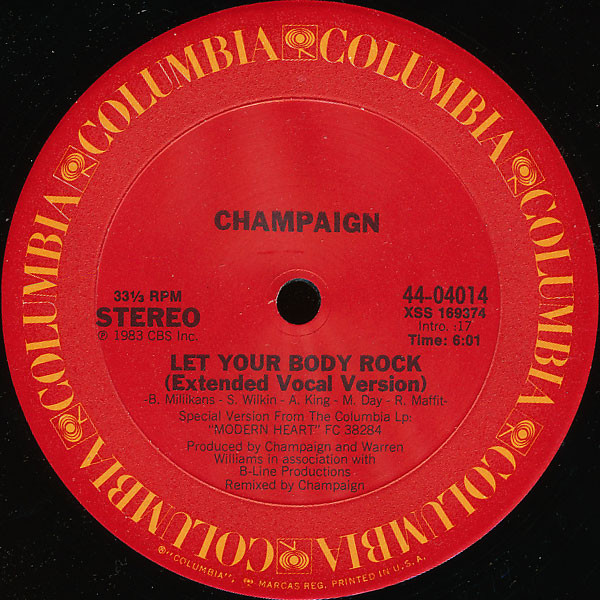 COLUMBIA COLUMBIA COLUMBIA COLUMBIA COLUMBIA COLUMBIA COLUMBIA COLUMBIA
CHAMPAIGN
33⅓ RPM
STEREO
℗ 1983 CBS Inc.
44-04014
XSS 169374
Intro. :17
Time: 6:01
LET YOUR BODY ROCK
(Extended Vocal Version)
-B. Millikans - S. Wilkin - A. King - M. Day - R. Maffit-
Special Version From The Columbia Lp:
"MODERN HEART" FC 38284
Produced by Champaign and Warren
Williams in association with
B-Line Productions
Remixed by Champaign
®"COLUMBIA", MARCAS REG. PRINTED IN U.S.A.